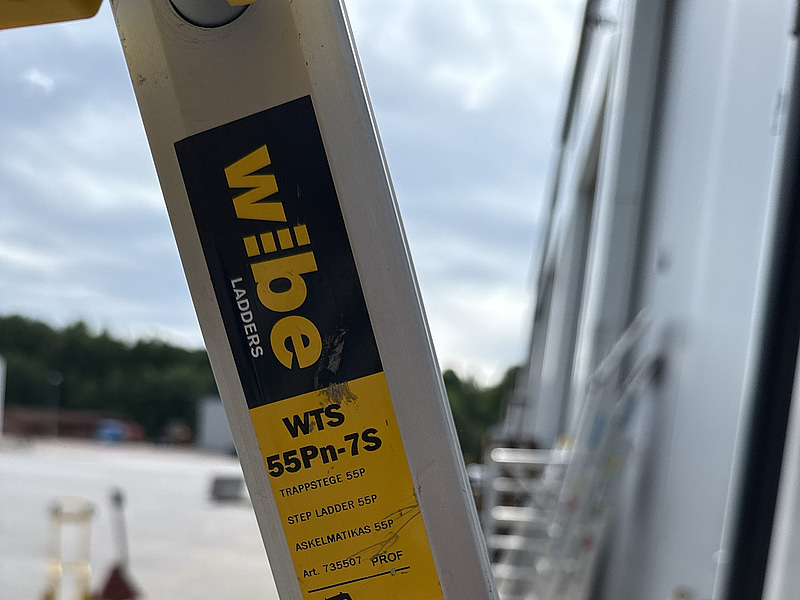 wibe
LADDERS
WTS
55Pn-7S
TRAPPSTEGE 55P
STEP LADDER 55P
ASKELMATIKAS 55P
Art. 735507 PROF